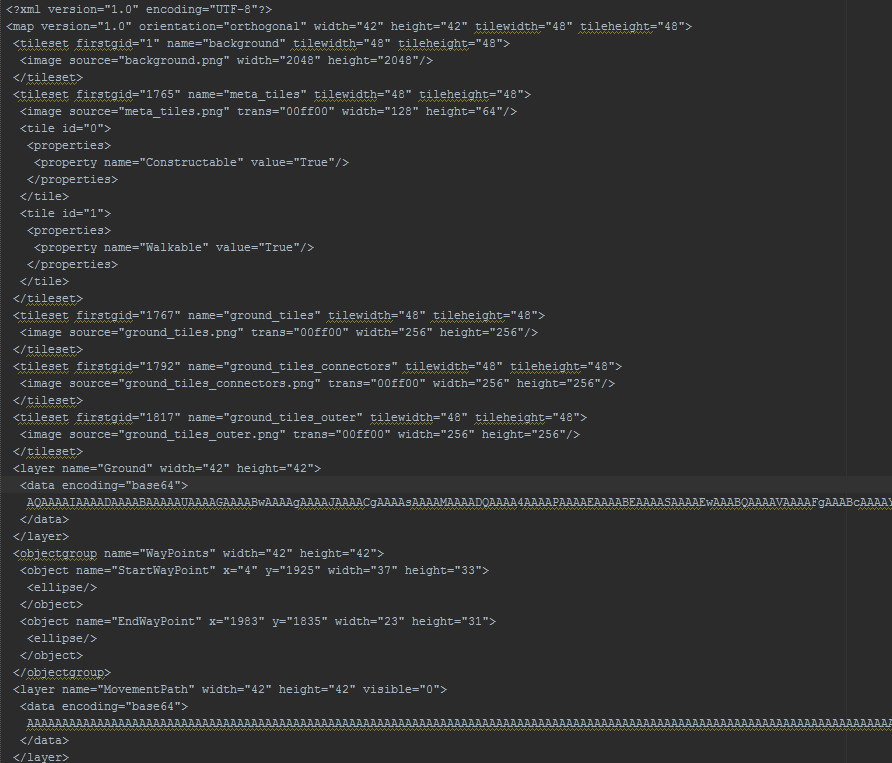 <?xml version="1.0" encoding="UTF-8"?>
<map version="1.0" orientation="orthogonal" width="42" height="42" tilewidth="48" tileheight="48">
<tileset firstgid="1" name="background" tilewidth="48" tileheight="48">
<image source="background.png" width="2048" height="2048"/>
</tileset>
<tileset firstgid="1765" name="meta_tiles" tilewidth="48" tileheight="48">
<image source="meta_tiles.png" trans="00ff00" width="128" height="64"/>
<tile id="0">
<properties>
<property name="Constructable" value="True"/>
</properties>
</tile>
<tile id="1">
<properties>
<property name="Walkable" value="True"/>
</properties>
</tile>
</tileset>
<tileset firstgid="1767" name="ground_tiles" tilewidth="48" tileheight="48">
<image source="ground_tiles.png" trans="00ff00" width="256" height="256"/>
</tileset>
<tileset firstgid="1792" name="ground_tiles_connectors" tilewidth="48" tileheight="48">
<image source="ground_tiles_connectors.png" trans="00ff00" width="256" height="256"/>
</tileset>
<tileset firstgid="1817" name="ground_tiles_outer" tilewidth="48" tileheight="48">
<image source="ground_tiles_outer.png" trans="00ff00" width="256" height="256"/>
</tileset>
<layer name="Ground" width="42" height="42">
<data encoding="base64">
AQAAAAIAAAADAAAABAAAAAUAAAAGAAAABwAAAAgAAAAJAAAACgAAAAsAAAAMAAAADQAAAA4AAAAPAAAAEAAAABEAAAASAAAAEwAAABQAAAAVAAAAFgAAABcAAAAY
</data>
</layer>
<objectgroup name="WayPoints" width="42" height="42">
<object name="StartWayPoint" x="4" y="1925" width="37" height="33">
<ellipse/>
</object>
<object name="EndWayPoint" x="1983" y="1835" width="23" height="31">
<ellipse/>
</object>
</objectgroup>
<layer name="MovementPath" width="42" height="42" visible="0">
<data encoding="base64">
AAAAAAAAAAAAAAAAAAAAAAAAAAAAAAAAAAAAAAAAAAAAAAAAAAAAAAAAAAAAAAAAAAAAAAAAAAAAAAAAAAAAAAAAAAAAAAAAAAAAAAAAAAAAAAAAAAAAAAAA
</data>
</layer>